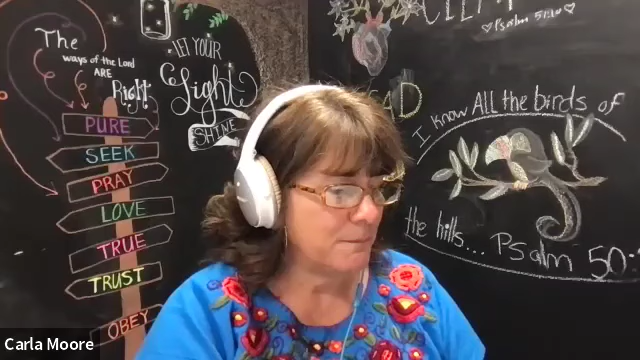 The
ways of the Lord
ARE
Right
PURE
SEEK
PRAY
LOVE
TRUE
TRUST
OBEY
LET YOUR
Light
SHINE
Psalm 51:10
I know All the birds of
the hills... Psalm 50:
Carla Moore